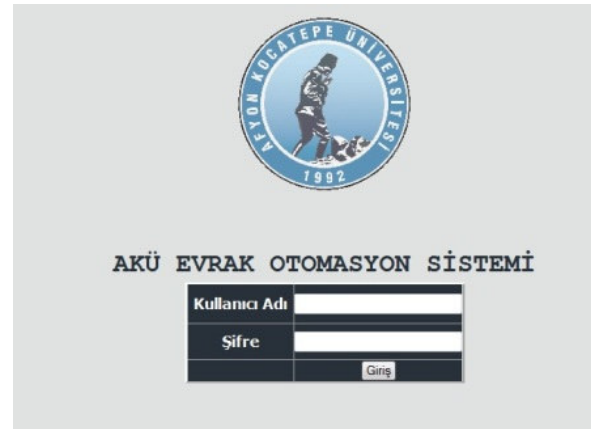 AFYON KOCATEPE ÜNİVERSİTESİ
1992
AKÜ EVRAK OTOMASYON SİSTEMİ
Kullanıcı Adı
Şifre
Giriş